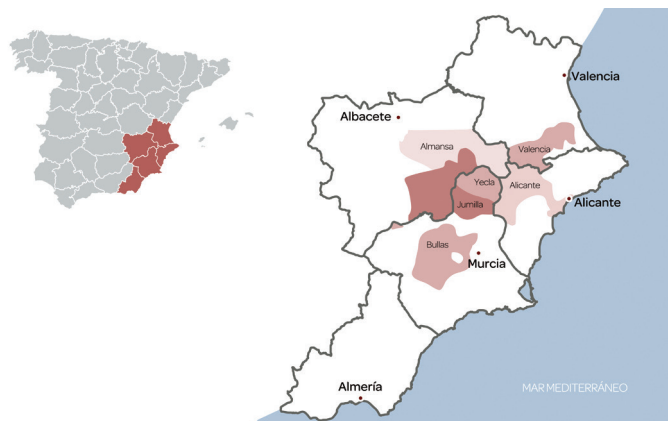 Valencia
Albacete
Almansa
Valencia
Yecla
Alicante
Jumilla
Alicante
Bullas
Murcia
Almería
MAR MEDITERRÁNEO